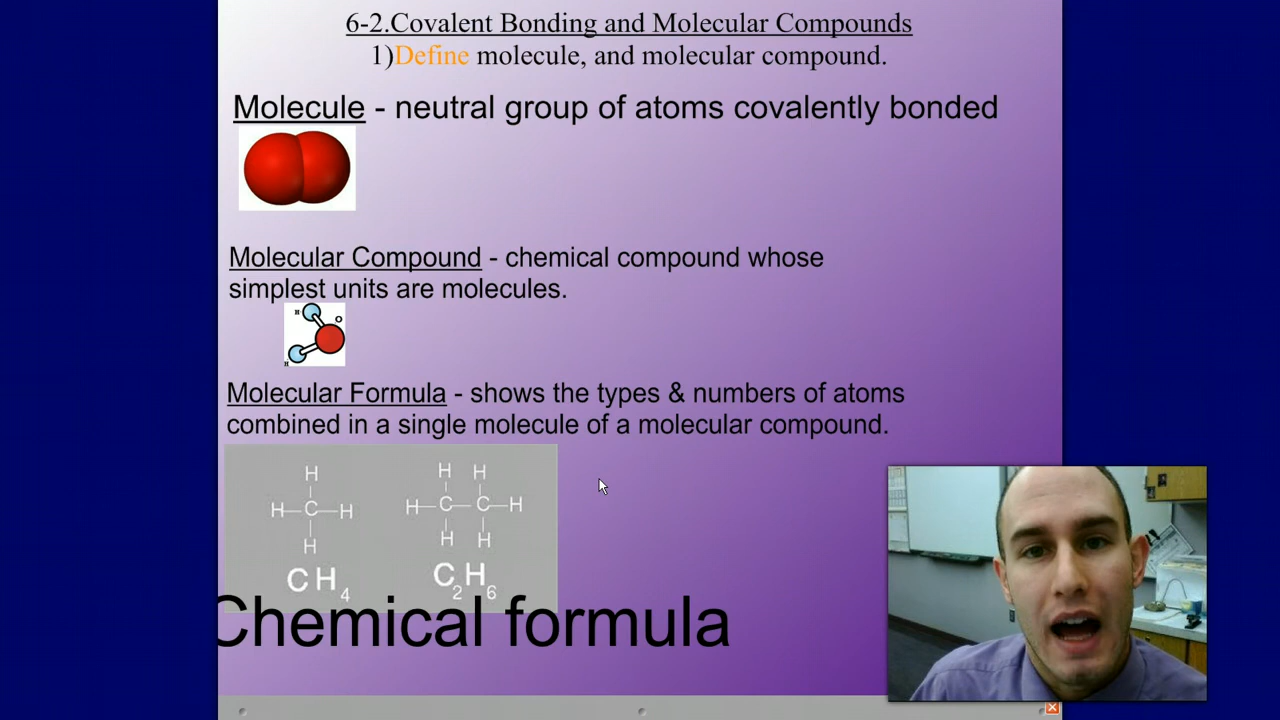 6-2.Covalent Bonding and Molecular Compounds
1)Define molecule, and molecular compound.
Molecule - neutral group of atoms covalently bonded
Molecular Compound - chemical compound whose
simplest units are molecules.
H
O
H
Molecular Formula - shows the types & numbers of atoms
combined in a single molecule of a molecular compound.
H H H
H-C-H H-C-C-H
H H H
CH4 C2H6
Chemical formula